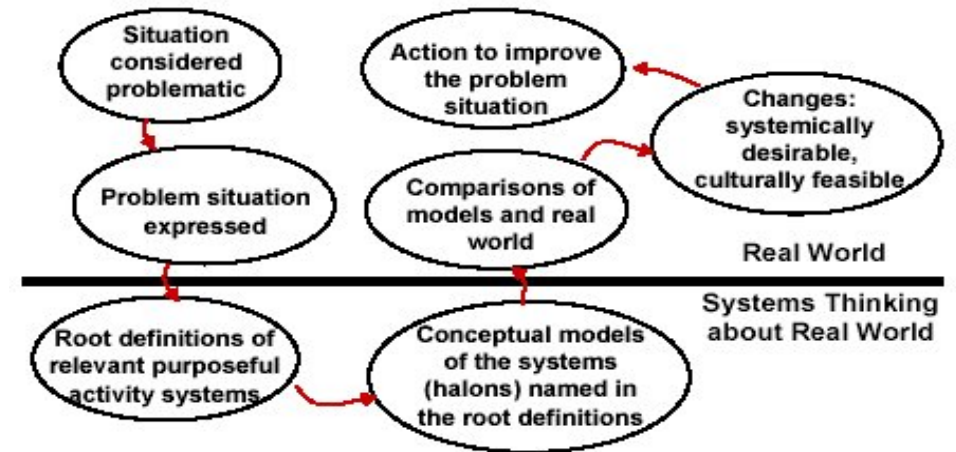 Situation
considered
problematic
Problem situation
expressed
Root definitions of
relevant purposeful
activity systems
Conceptual models
of the systems
(halons) named in
the root definitions
Comparisons of
models and real
world
Changes:
systemically
desirable,
culturally feasible
Action to improve
the problem
situation
Real World
Systems Thinking
about Real World